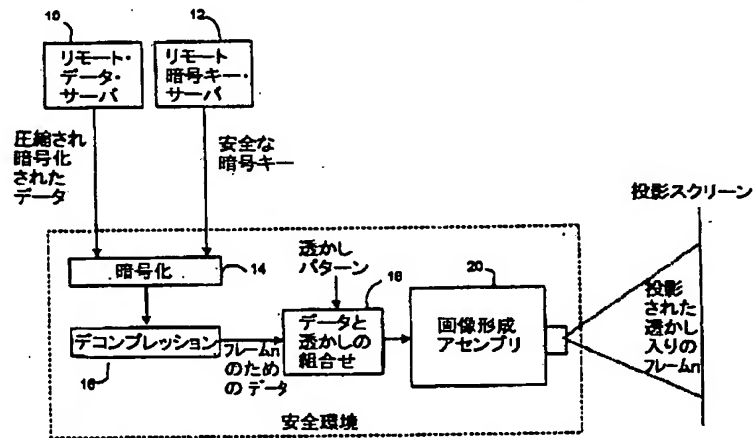 10
12
リモート・
データ・
サーバ
リモート
暗号キー・
サーバ
圧縮され
暗号化
された
データ
安全な
暗号キー
投影スクリーン
暗号化
14
透かし
パターン
18
20
デコンプレッション
16
フレームn
のため
のデータ
データと
透かしの
組合せ
画像形成
アセンブリ
投影
された
透かし
入りの
フレームn
安全環境